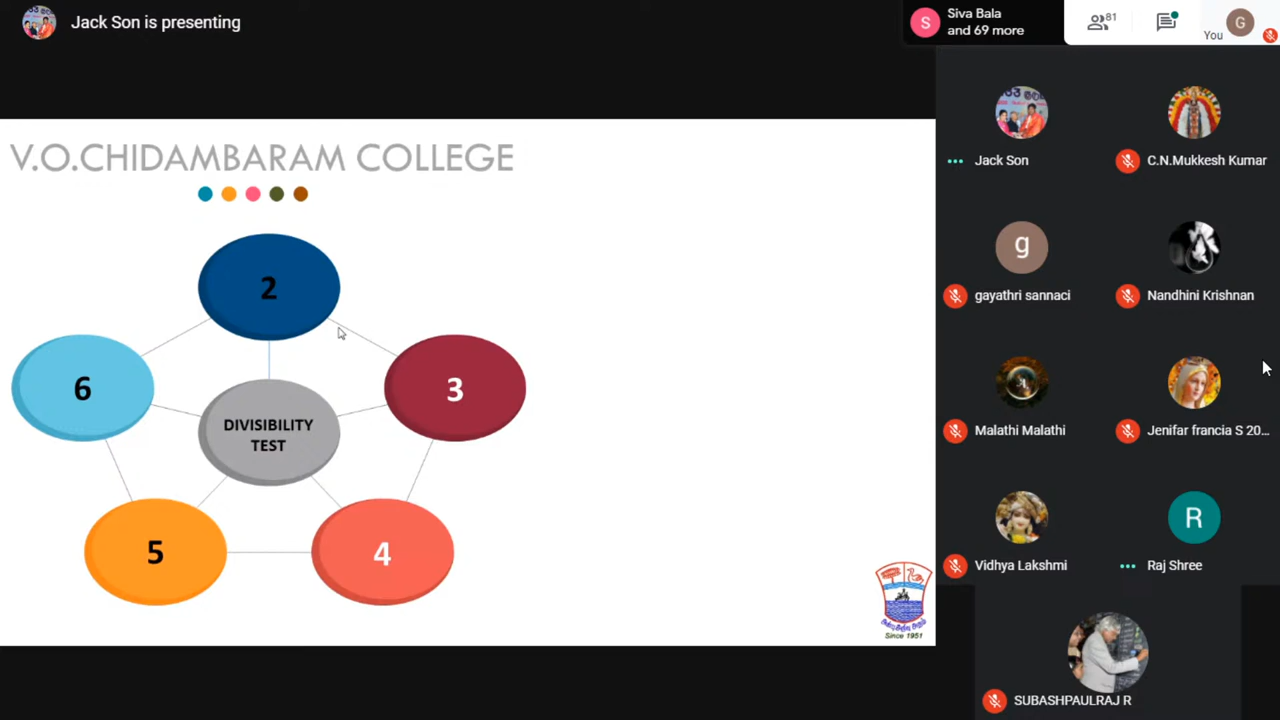 Jack Son is presenting
S
Siva Bala
and 69 more
81
You
G
V.O.CHIDAMBARAM COLLEGE
2
6
3
DIVISIBILITY
TEST
5
4
Since 1951
Jack Son
C.N.Mukkesh Kumar
g
gayathri sannaci
Nandhini Krishnan
Malathi Malathi
Jenifar francia S 20...
R
Vidhya Lakshmi
Raj Shree
SUBASHPAULRAJ R